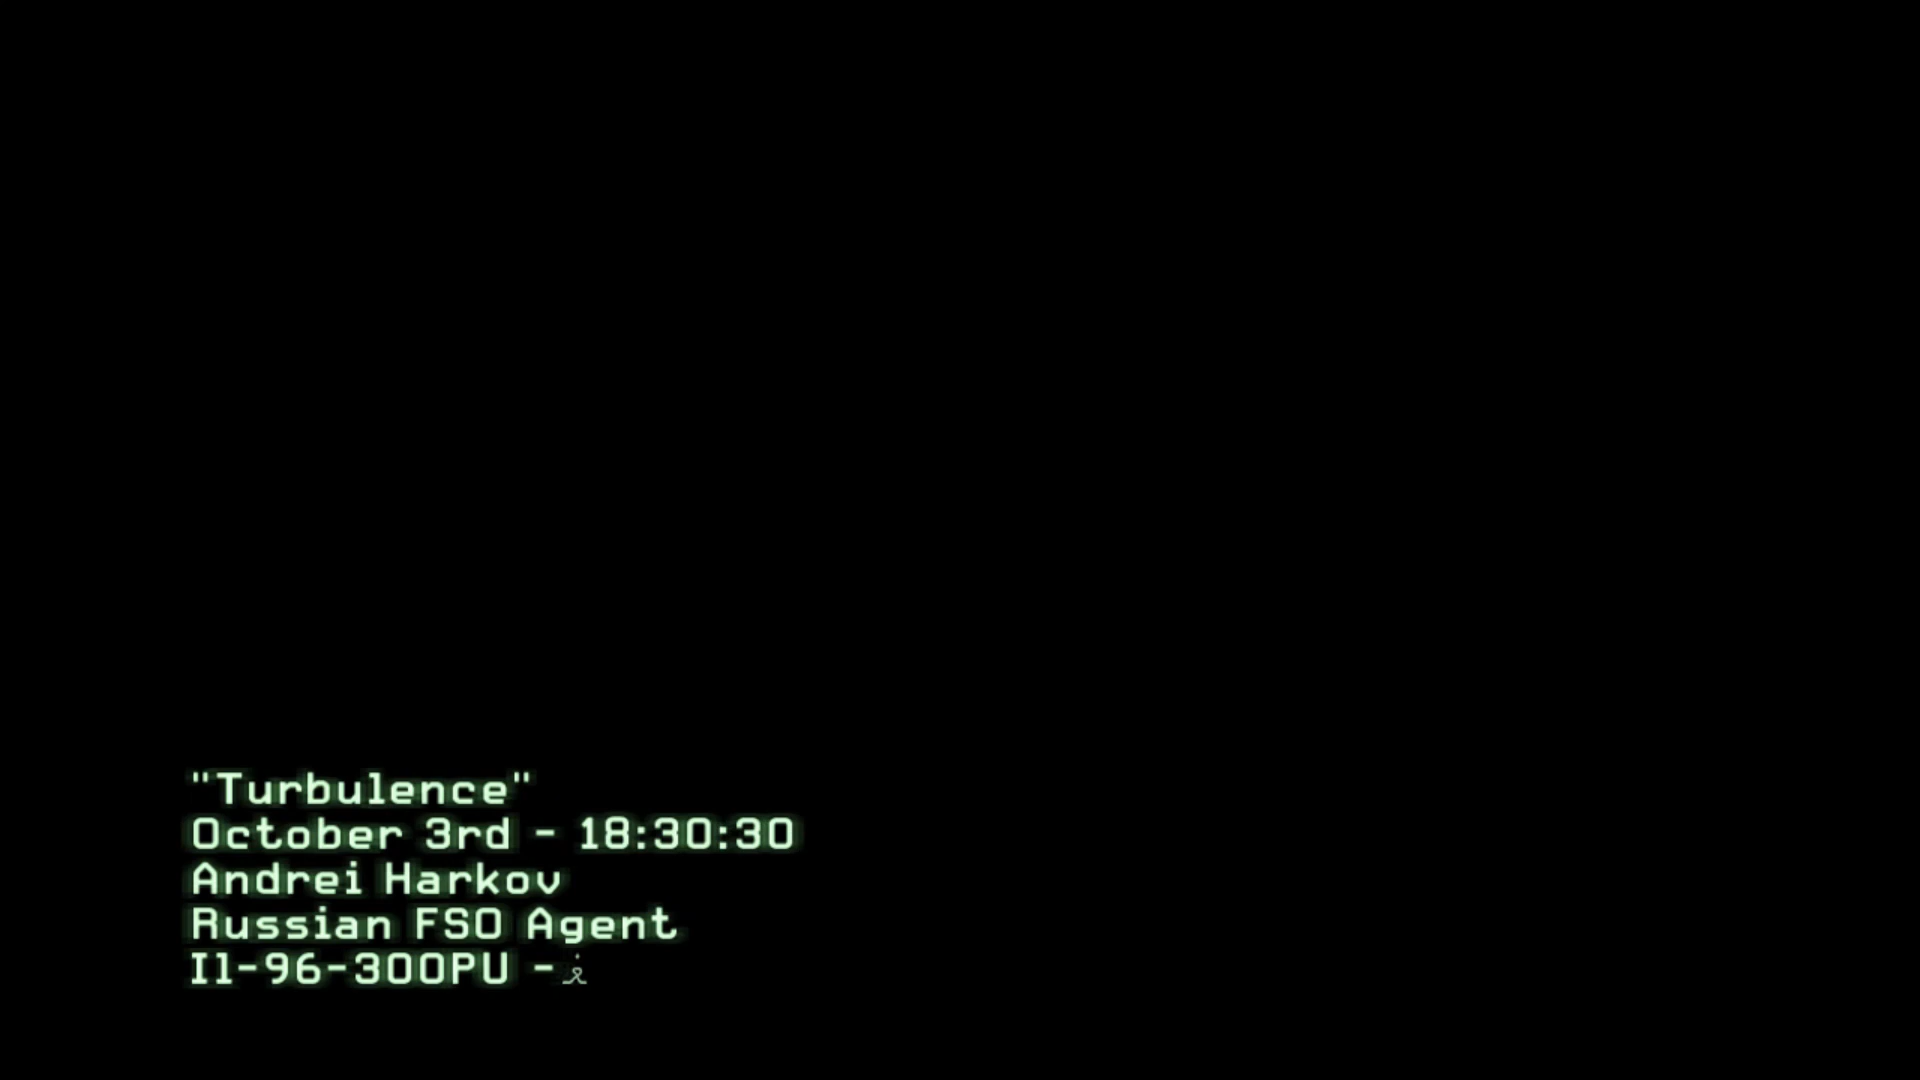 "Turbulence"
October 3rd - 18:30:30
Andrei Harkov
Russian FSO Agent
Il-96-300PU -